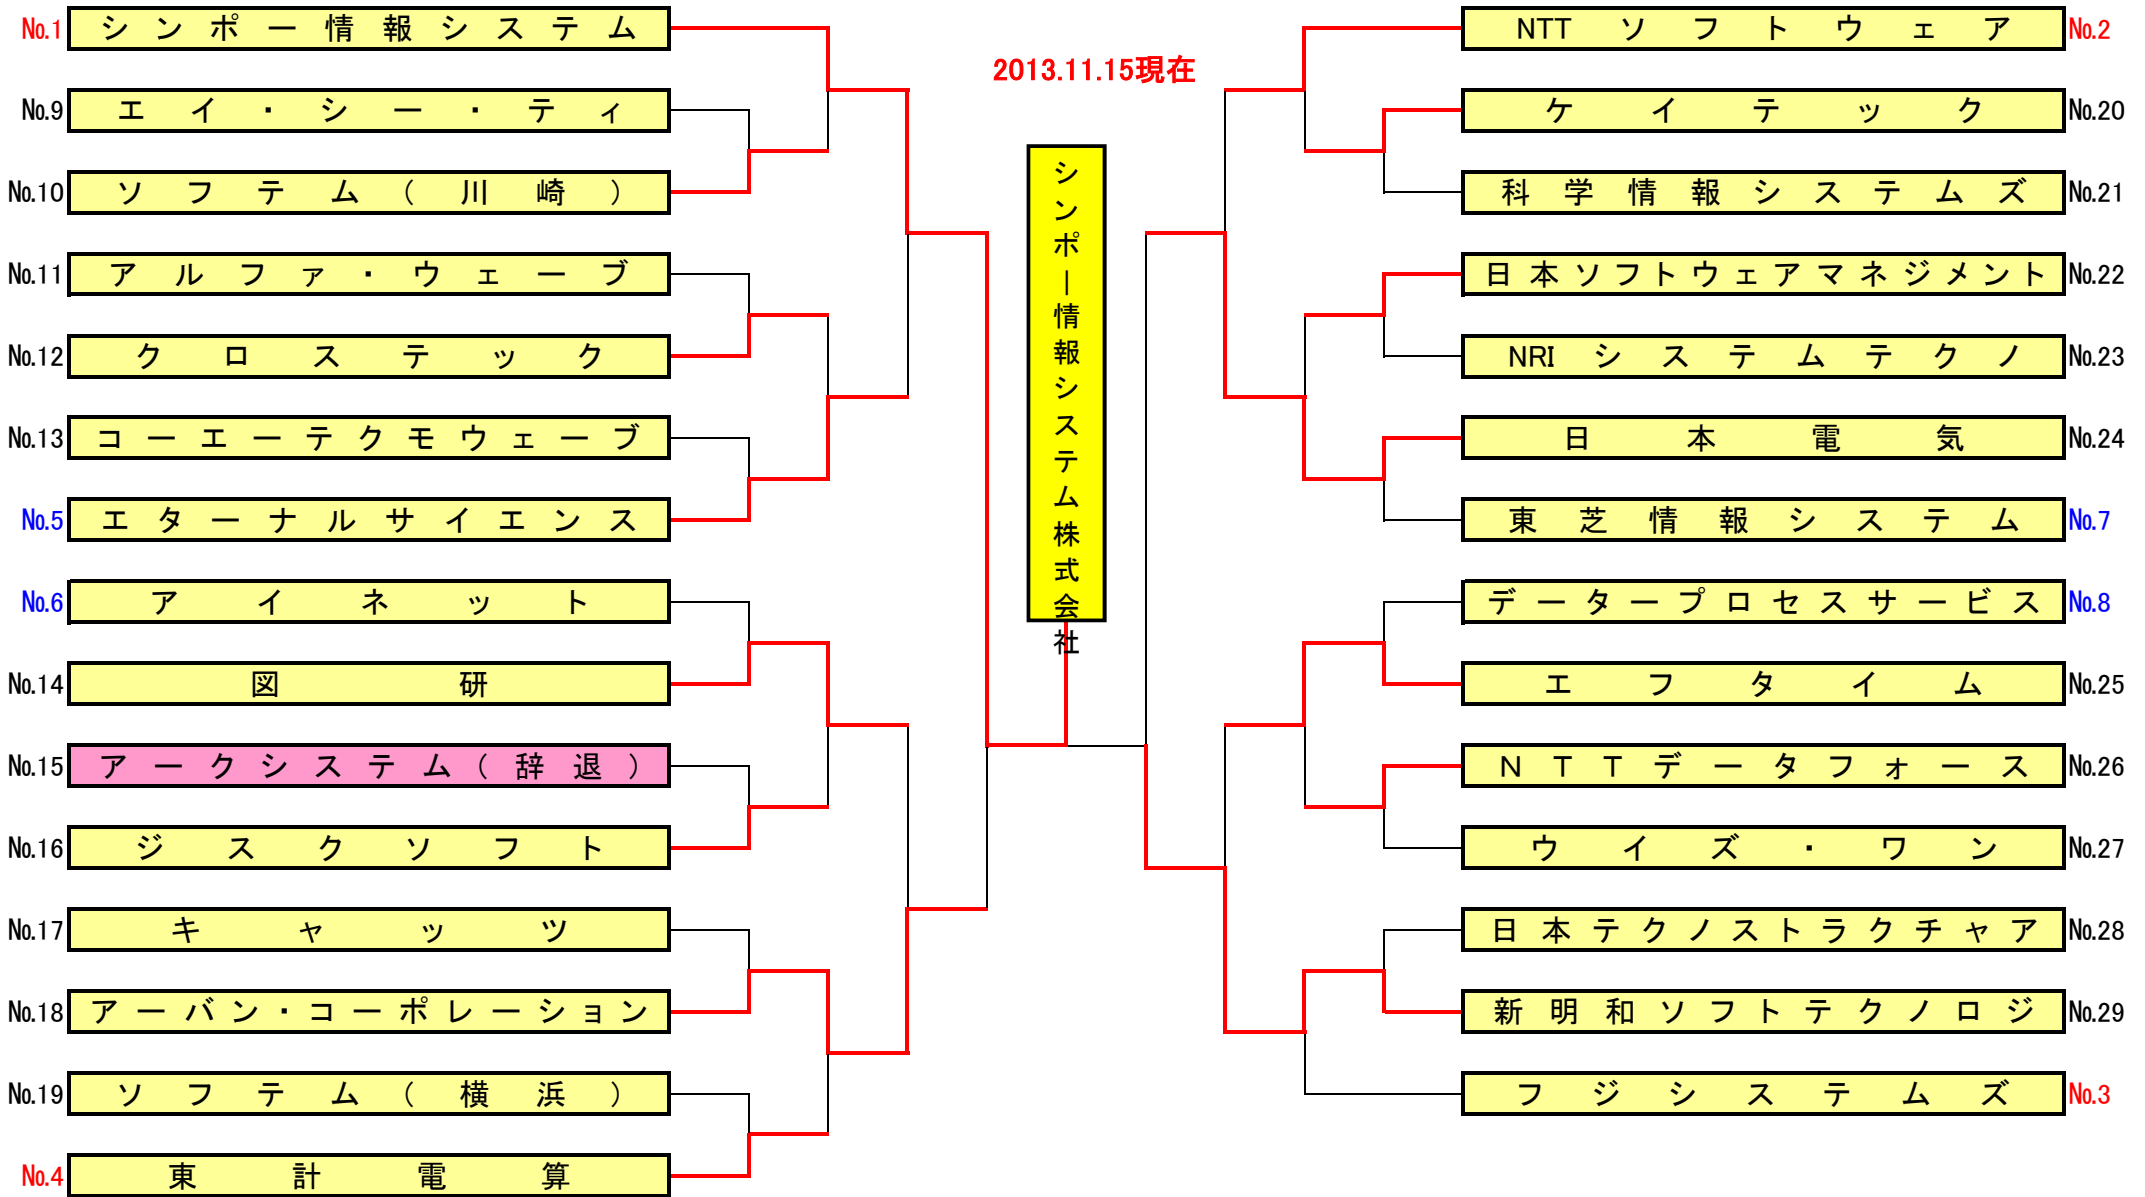 No.1 シンポー情報システム
No.9 エイ・シー・ティ
No.10 ソフテム(川崎)
No.11 アルファ・ウェーブ
No.12 クロステック
No.13 コーエーテクモウェーブ
No.5 エターナルサイエンス
No.6 アイネット
No.14 図研
No.15 アークシステム(辞退)
No.16 ジスクソフト
No.17 キャッツ
No.18 アーバン・コーポレーション
No.19 ソフテム(横浜)
No.4 東計電算
2013.11.15現在
シンポー情報システム株式会社
NTTソフトウェア No.2
ケイテック No.20
科学情報システムズ No.21
日本ソフトウェアマネジメント No.22
NRIシステムテクノ No.23
日本電気 No.24
東芝情報システム No.7
データープロセスサービス No.8
エフタイム No.25
NTTデータフォース No.26
ウイズ・ワン No.27
日本テクノストラクチャア No.28
新明和ソフトテクノロジ No.29
フジシステムズ No.3